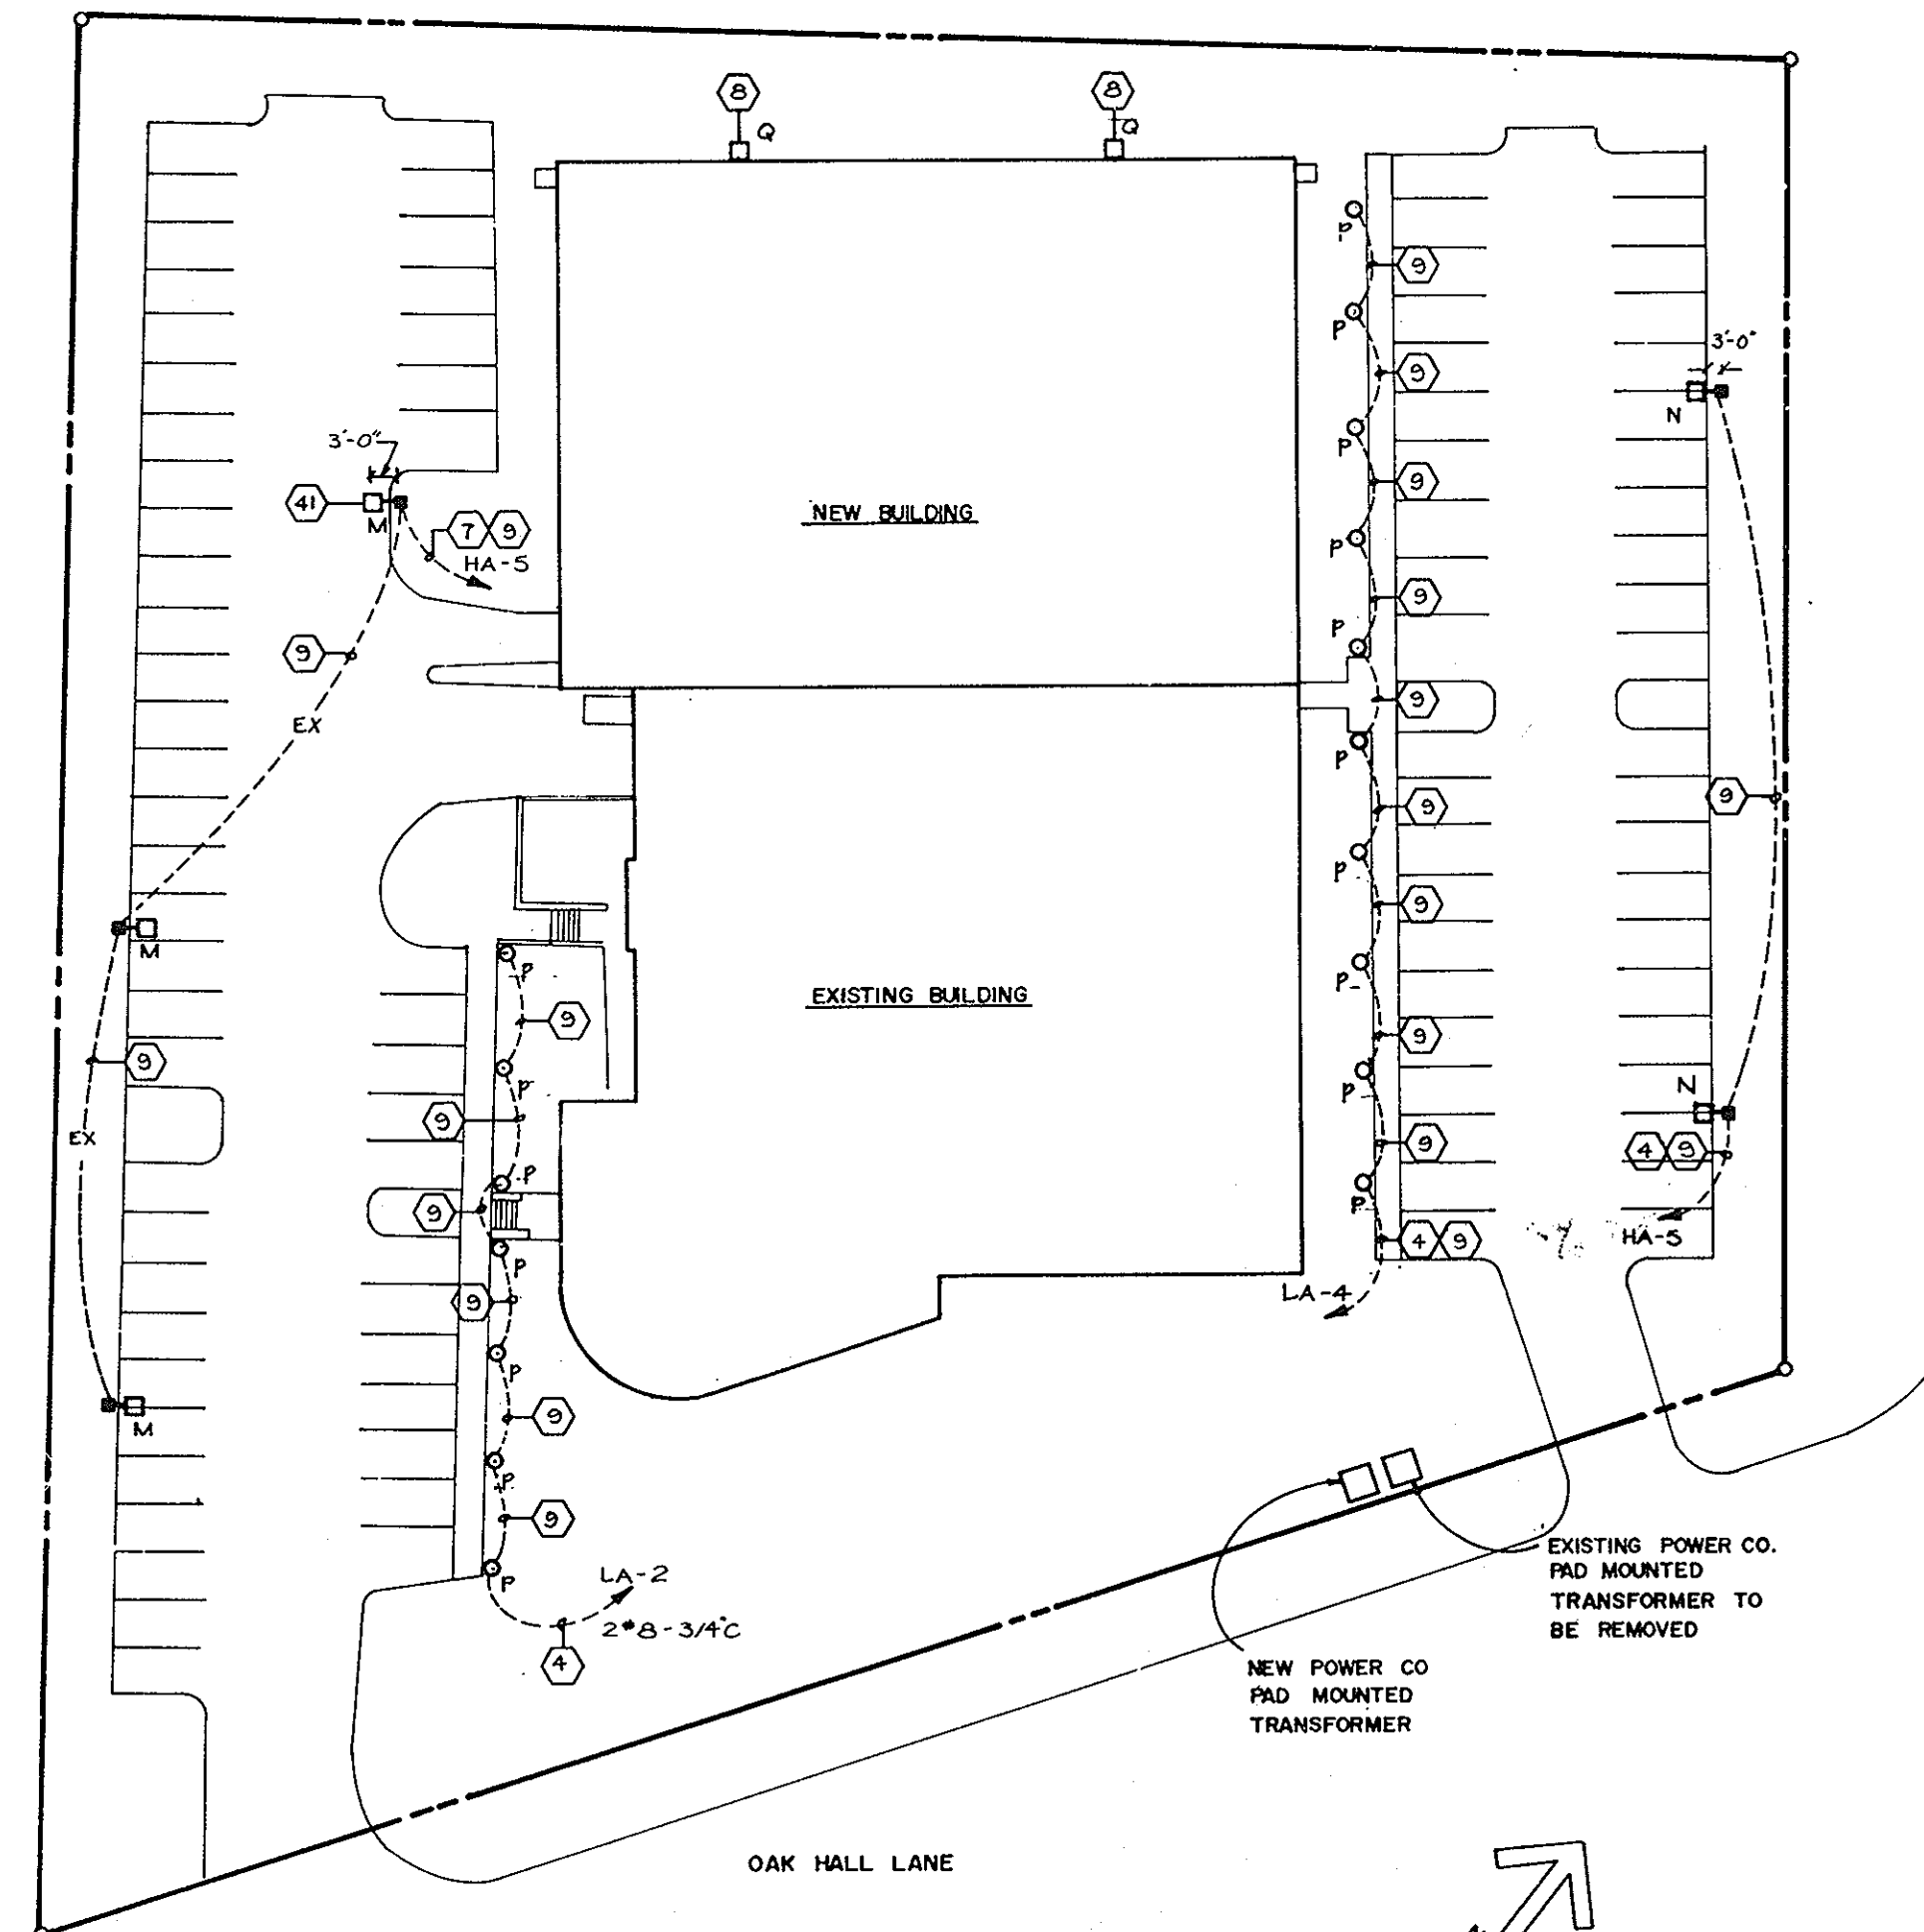 8
8
Q
Q
P
9
P
3'-0"
9
N
3'-0"
P
9
41
M
7 9
HA-5
NEW BUILDING
P
9
P
9
EX
9
P
9
9
P
9
M
P
P
9
EXISTING BUILDING
9
9
P
P
9
N
9
9
4 9
EX
P
P
9
HA-5
4 9
P
LA-4
9
P
M
9
P
9
EXISTING POWER CO.
PAD MOUNTED
TRANSFORMER TO
BE REMOVED
P
LA-2
2#8-3/4"C
4
NEW POWER CO
PAD MOUNTED
TRANSFORMER
OAK HALL LANE